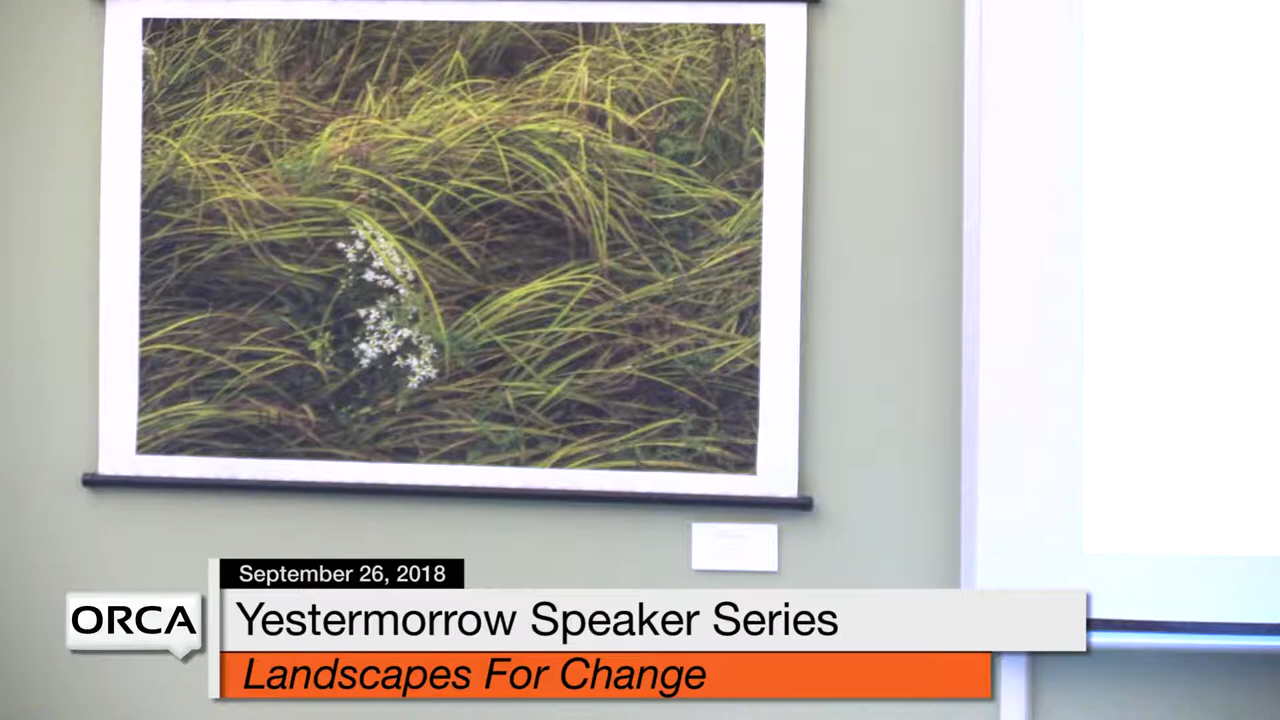 September 26, 2018
ORCA
Yestermorrow Speaker Series
Landscapes For Change